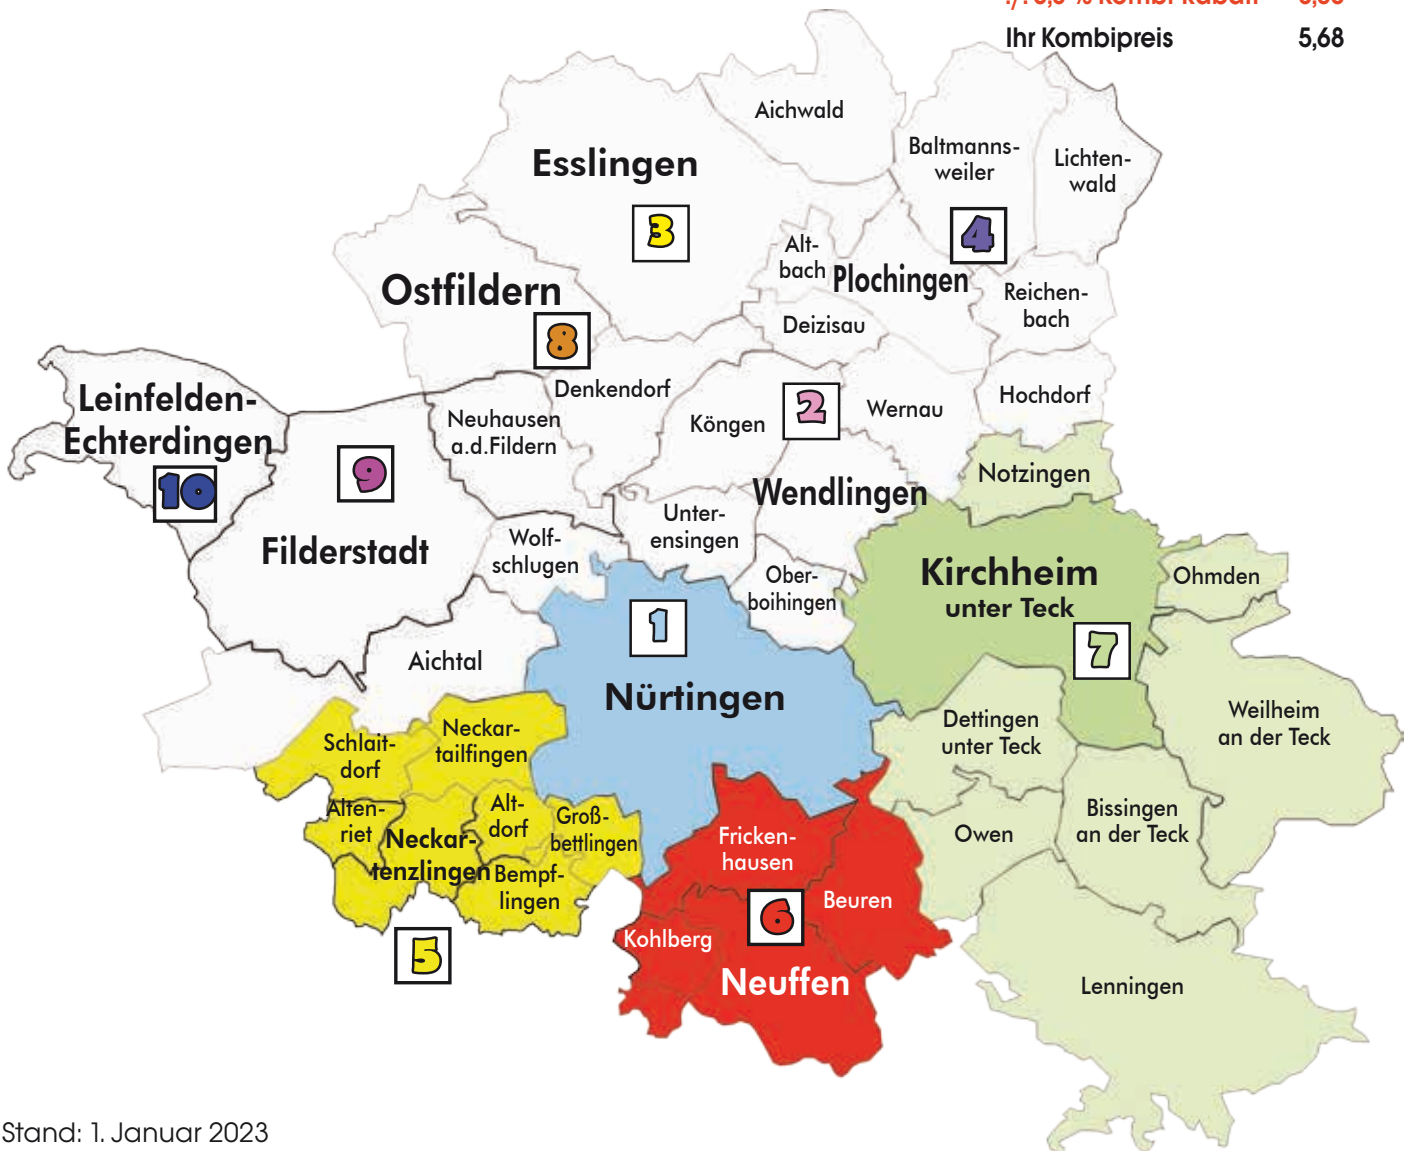 Ihr Kombipreis 5,68
Aichwald
Esslingen
3
Baltmanns-
weiler
Lichten-
wald
4
Alt-
bach
Plochingen
Ostfildern
8
Reichen-
bach
Deizisau
Denkendorf
Leinfelden-
Echterdingen
10
Neuhausen
a.d.Fildern
9
Köngen
2
Wernau
Hochdorf
Notzingen
Wendlingen
Unter-
ensingen
Wolf-
schlugen
Filderstadt
Ober-
boihingen
Kirchheim
unter Teck
7
Ohmden
1
Nürtingen
Aichtal
Dettingen
unter Teck
Weilheim
an der Teck
Schlait-
dorf
Neckar-
tailfingen
Alten-
riet
Neckar-
tenzlingen
Alt-
dorf
Groß-
bettlingen
Bempf-
lingen
5
Fricken-
hausen
Beuren
6
Kohlberg
Neuffen
Owen
Bissingen
an der Teck
Lenningen
Stand: 1. Januar 2023